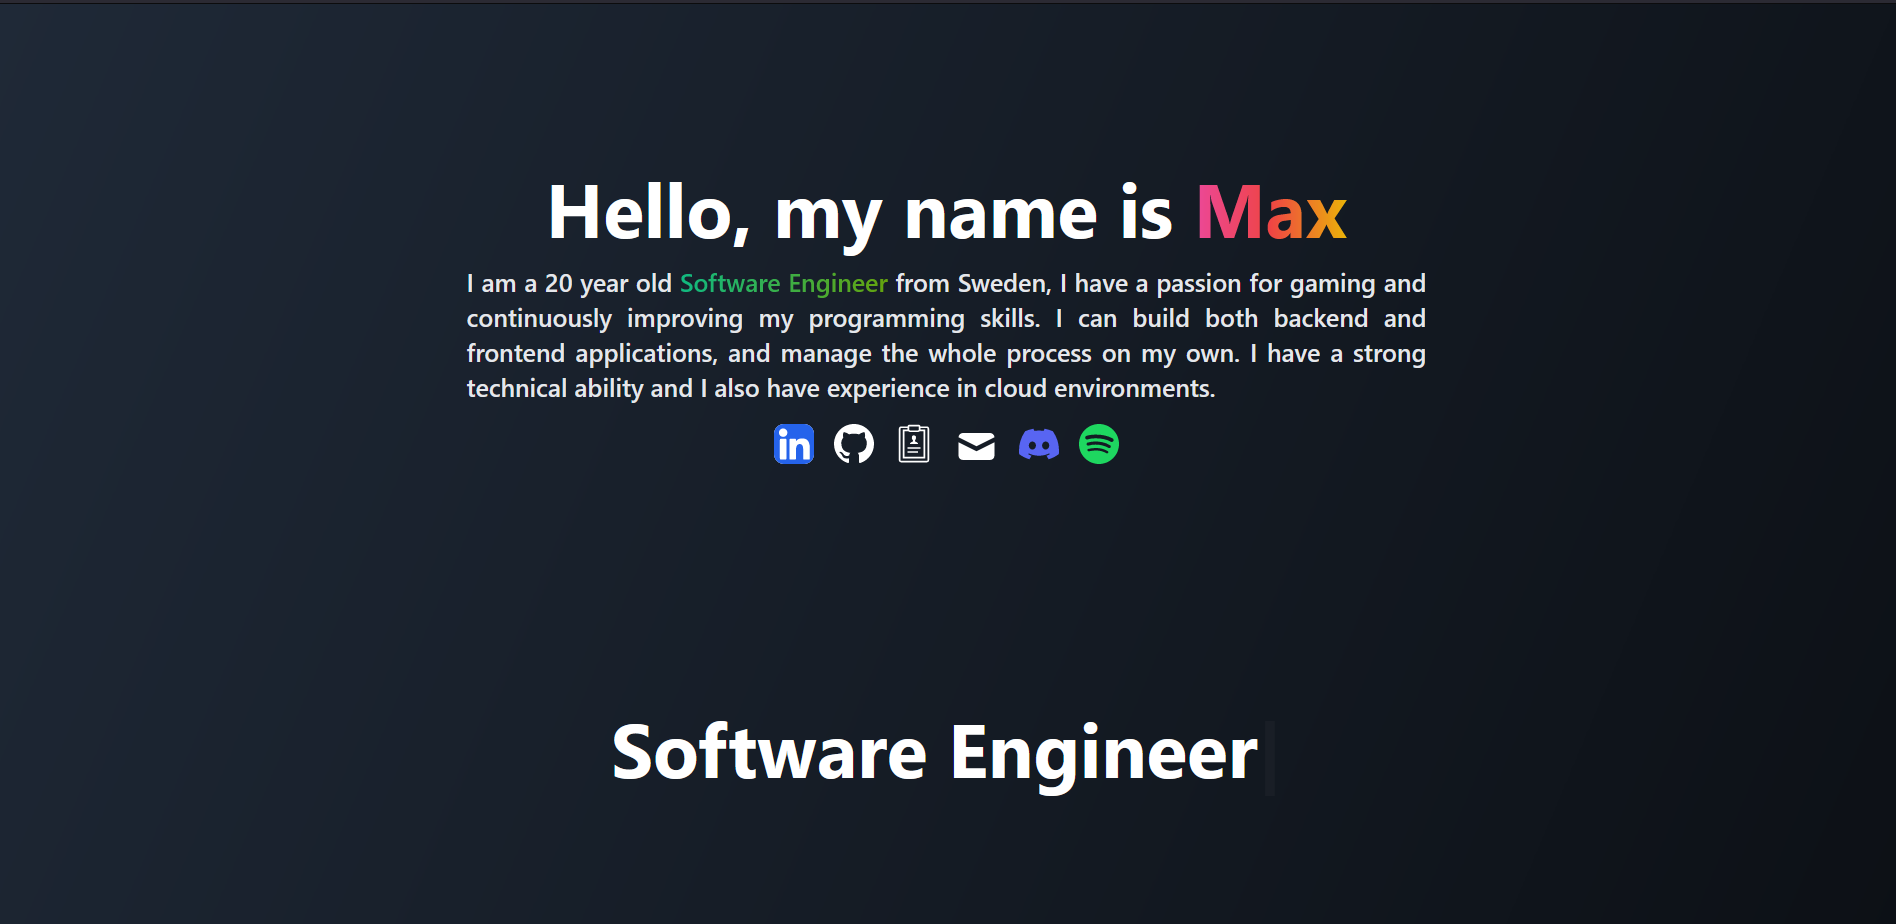 Hello, my name is Max
I am a 20 year old Software Engineer from Sweden, I have a passion for gaming and
continuously improving my programming skills. I can build both backend and
frontend applications, and manage the whole process on my own. I have a strong
technical ability and I also have experience in cloud environments.
in
Software Engineer